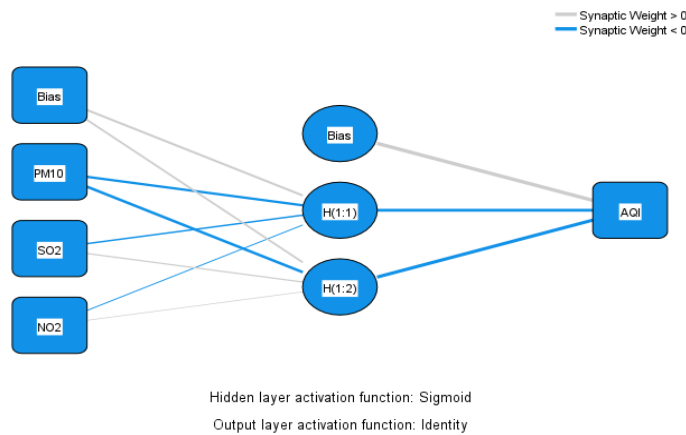 Synaptic Weight > 0
Synaptic Weight < 0
Bias
PM10
SO2
NO2
Bias
H(1:1)
H(1:2)
AQI
Hidden layer activation function: Sigmoid
Output layer activation function: Identity